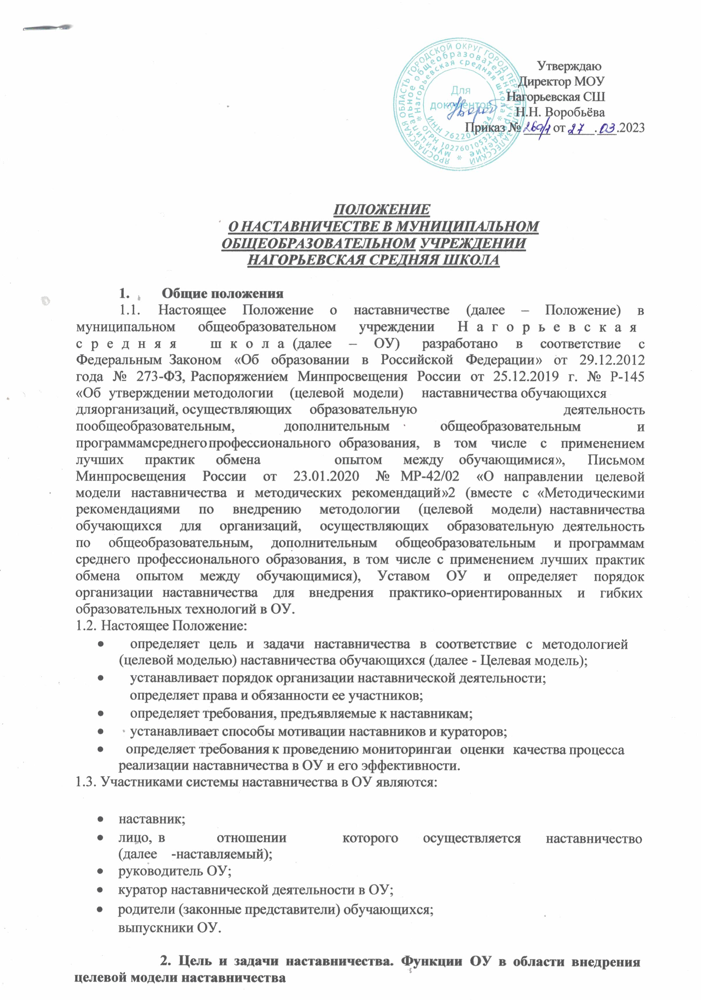 Утверждаю
Директор МОУ
Нагорьевская СШ
Н.Н. Воробьёва
Приказ № 269/1 от 27 . 03 .2023
ЯРОСЛАВСКАЯ ОБЛАСТЬ ГОРОДСКОЙ ОКРУГ ГОРОД ПЕРЕСЛАВЛЬ-ЗАЛЕССКИЙ
муниципальное общеобразовательное учреждение
Нагорьевская средняя школа
Для
документов
ПОЛОЖЕНИЕ
О НАСТАВНИЧЕСТВЕ В МУНИЦИПАЛЬНОМ
ОБЩЕОБРАЗОВАТЕЛЬНОМ УЧРЕЖДЕНИИ
НАГОРЬЕВСКАЯ СРЕДНЯЯ ШКОЛА
1. Общие положения
1.1. Настоящее Положение о наставничестве (далее – Положение) в
муниципальном общеобразовательном учреждении Н а г о р ь е в с к а я
с р е д н я я ш к о л а (далее – ОУ) разработано в соответствие с
Федеральным Законом «Об образовании в Российской Федерации» от 29.12.2012
года № 273-ФЗ, Распоряжением Минпросвещения России от 25.12.2019 г. № Р-145
«Об утверждении методологии (целевой модели) наставничества обучающихся
дляорганизаций, осуществляющих образовательную деятельность
пообщеобразовательным, дополнительным общеобразовательным и
программамсреднегопрофессионального образования, в том числе с применением
лучших практик обмена опытом между обучающимися», Письмом
Минпросвещения России от 23.01.2020 № МР-42/02 «О направлении целевой
модели наставничества и методических рекомендаций»2 (вместе с «Методическими
рекомендациями по внедрению методологии (целевой модели) наставничества
обучающихся для организаций, осуществляющих образовательную деятельность
по общеобразовательным, дополнительным общеобразовательным и программам
среднего профессионального образования, в том числе с применением лучших практик
обмена опытом между обучающимися), Уставом ОУ и определяет порядок
организации наставничества для внедрения практико-ориентированных и гибких
образовательных технологий в ОУ.
1.2. Настоящее Положение:
• определяет цель и задачи наставничества в соответствие с методологией
(целевой моделью) наставничества обучающихся (далее - Целевая модель);
• устанавливает порядок организации наставнической деятельности;
определяет права и обязанности ее участников;
• определяет требования, предъявляемые к наставникам;
• устанавливает способы мотивации наставников и кураторов;
• определяет требования к проведению мониторингаи оценки качества процесса
реализации наставничества в ОУ и его эффективности.
1.3. Участниками системы наставничества в ОУ являются:
• наставник;
• лицо, в отношении которого осуществляется наставничество
(далее -наставляемый);
• руководитель ОУ;
• куратор наставнической деятельности в ОУ;
• родители (законные представители) обучающихся;
выпускники ОУ.
2. Цель и задачи наставничества. Функции ОУ в области внедрения
целевой модели наставничества